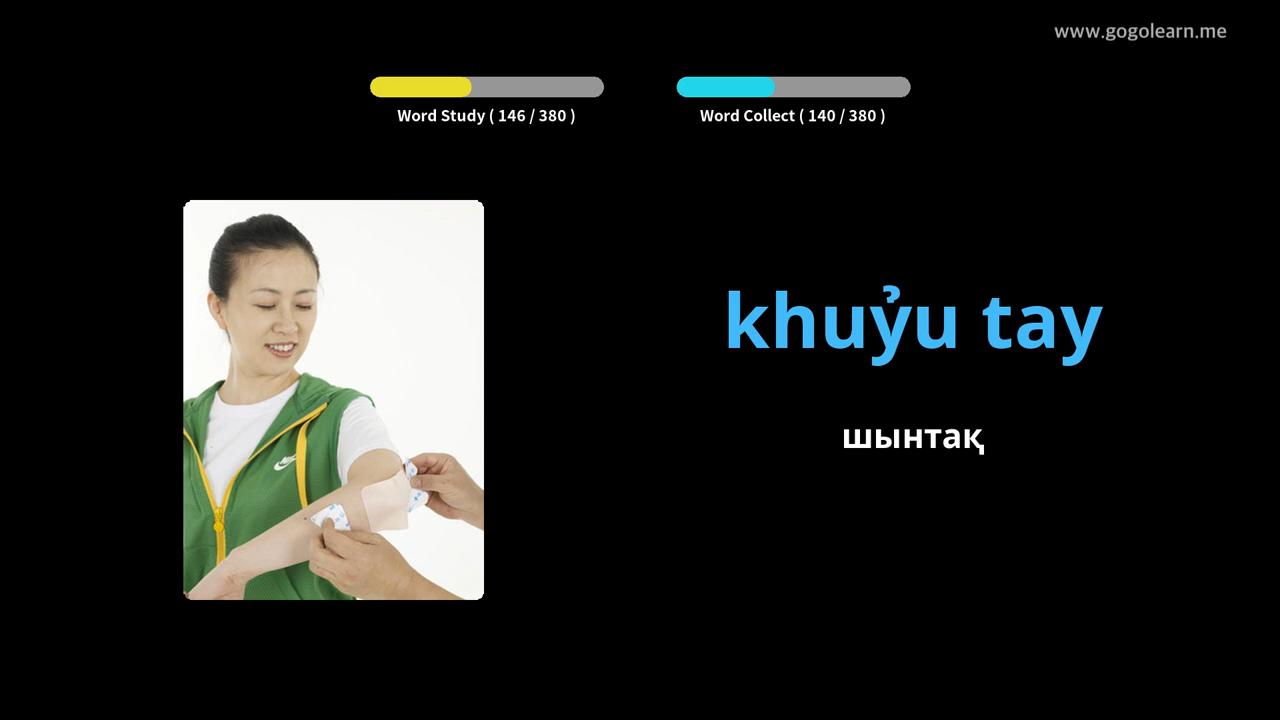 www.gogolearn.me
Word Study ( 146 / 380 )
Word Collect ( 140 / 380 )
khuỷu tay
шынтақ